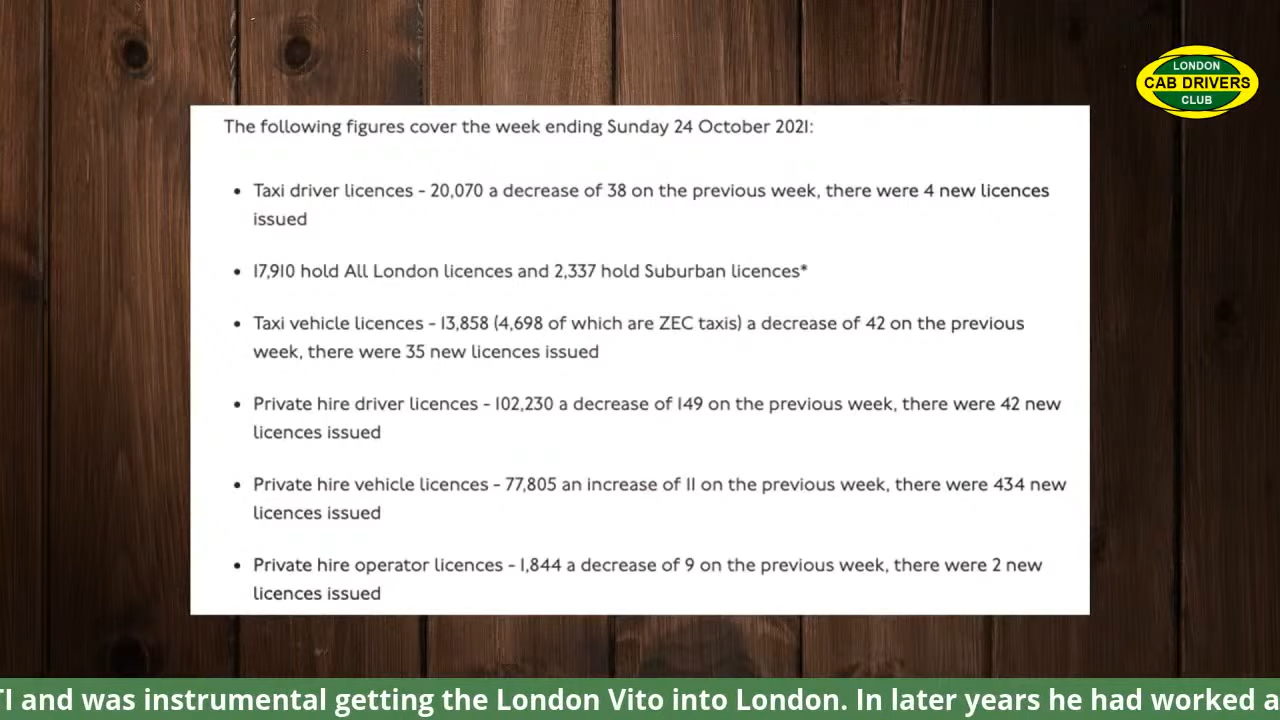 LONDON
CAB DRIVERS
CLUB
The following figures cover the week ending Sunday 24 October 2021:
• Taxi driver licences - 20,070 a decrease of 38 on the previous week, there were 4 new licences
issued
• 17,910 hold All London licences and 2,337 hold Suburban licences*
• Taxi vehicle licences - 13,858 (4,698 of which are ZEC taxis) a decrease of 42 on the previous
week, there were 35 new licences issued
• Private hire driver licences - 102,230 a decrease of 149 on the previous week, there were 42 new
licences issued
• Private hire vehicle licences - 77,805 an increase of 11 on the previous week, there were 434 new
licences issued
• Private hire operator licences - 1,844 a decrease of 9 on the previous week, there were 2 new
licences issued
and was instrumental getting the London Vito into London. In later years he had worked